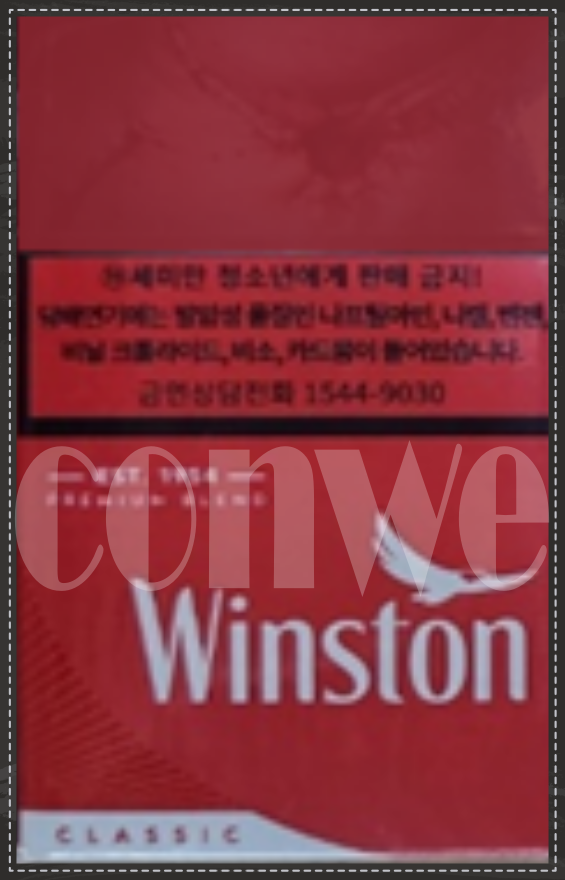 19세미만 청소년에게 판매 금지!
담배연기에는 발암성 물질인 나프틸아민, 니켈, 벤젠,
비닐 크롤라이드, 비소, 카드뮴이 들어있습니다.
금연상담전화 1544-9030
EST. 1954
PREMIUM BLEND
conwe
Winston
CLASSIC